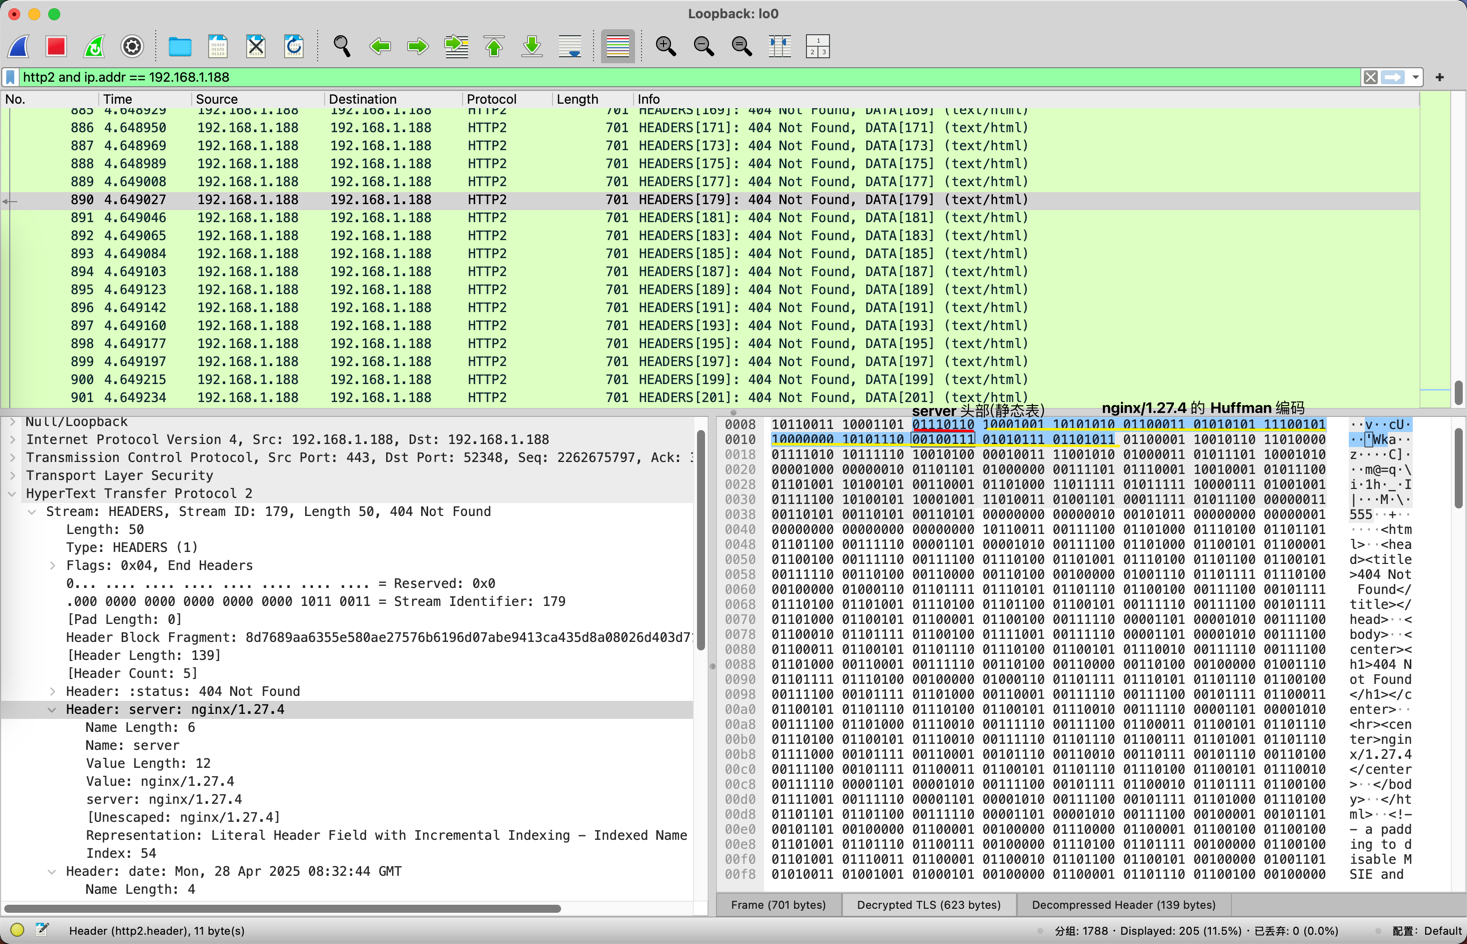 Loopback: lo0
http2 and ip.addr == 192.168.1.188
No. Time Source Destination Protocol Length Info
885 4.648929 192.168.1.188 192.168.1.188 HTTP2 701 HEADERS[169]: 404 Not Found, DATA[169] (text/html)
886 4.648950 192.168.1.188 192.168.1.188 HTTP2 701 HEADERS[171]: 404 Not Found, DATA[171] (text/html)
887 4.648969 192.168.1.188 192.168.1.188 HTTP2 701 HEADERS[173]: 404 Not Found, DATA[173] (text/html)
888 4.648989 192.168.1.188 192.168.1.188 HTTP2 701 HEADERS[175]: 404 Not Found, DATA[175] (text/html)
889 4.649008 192.168.1.188 192.168.1.188 HTTP2 701 HEADERS[177]: 404 Not Found, DATA[177] (text/html)
890 4.649027 192.168.1.188 192.168.1.188 HTTP2 701 HEADERS[179]: 404 Not Found, DATA[179] (text/html)
891 4.649046 192.168.1.188 192.168.1.188 HTTP2 701 HEADERS[181]: 404 Not Found, DATA[181] (text/html)
892 4.649065 192.168.1.188 192.168.1.188 HTTP2 701 HEADERS[183]: 404 Not Found, DATA[183] (text/html)
893 4.649084 192.168.1.188 192.168.1.188 HTTP2 701 HEADERS[185]: 404 Not Found, DATA[185] (text/html)
894 4.649103 192.168.1.188 192.168.1.188 HTTP2 701 HEADERS[187]: 404 Not Found, DATA[187] (text/html)
895 4.649123 192.168.1.188 192.168.1.188 HTTP2 701 HEADERS[189]: 404 Not Found, DATA[189] (text/html)
896 4.649142 192.168.1.188 192.168.1.188 HTTP2 701 HEADERS[191]: 404 Not Found, DATA[191] (text/html)
897 4.649160 192.168.1.188 192.168.1.188 HTTP2 701 HEADERS[193]: 404 Not Found, DATA[193] (text/html)
898 4.649177 192.168.1.188 192.168.1.188 HTTP2 701 HEADERS[195]: 404 Not Found, DATA[195] (text/html)
899 4.649197 192.168.1.188 192.168.1.188 HTTP2 701 HEADERS[197]: 404 Not Found, DATA[197] (text/html)
900 4.649215 192.168.1.188 192.168.1.188 HTTP2 701 HEADERS[199]: 404 Not Found, DATA[199] (text/html)
901 4.649234 192.168.1.188 192.168.1.188 HTTP2 701 HEADERS[201]: 404 Not Found, DATA[201] (text/html)
Null/Loopback
Internet Protocol Version 4, Src: 192.168.1.188, Dst: 192.168.1.188
Transmission Control Protocol, Src Port: 443, Dst Port: 52348, Seq: 2262675797, Ack:
Transport Layer Security
HyperText Transfer Protocol 2
Stream: HEADERS, Stream ID: 179, Length 50, 404 Not Found
Length: 50
Type: HEADERS (1)
Flags: 0x04, End Headers
0... .... .... .... .... .... .... .... = Reserved: 0x0
.000 0000 0000 0000 0000 0000 1011 0011 = Stream Identifier: 179
[Pad Length: 0]
Header Block Fragment: 8d7689aa6355e580ae27576b6196d07abe9413ca435d8a08026d403d7
[Header Length: 139]
[Header Count: 5]
Header: :status: 404 Not Found
Header: server: nginx/1.27.4
Name Length: 6
Name: server
Value Length: 12
Value: nginx/1.27.4
server: nginx/1.27.4
[Unescaped: nginx/1.27.4]
Representation: Literal Header Field with Incremental Indexing – Indexed Name
Index: 54
Header: date: Mon, 28 Apr 2025 08:32:44 GMT
Name Length: 4
server 头部(静态表) nginx/1.27.4 的 Huffman 编码
0008 10110011 10001101 01110110 10001001 10101010 01100011 01010101 11100101 ··v··cU·
0010 10000000 10101110 00100111 01010111 01101011 01100001 10010110 11010000 ··'Wka··
0018 01111010 10111110 10010100 00010011 11001010 01000011 01011101 10001010 z····C]·
0020 00001000 00000010 01101101 01000000 00111101 01110001 10010001 01011100 ··m@=q·\
0028 01101001 10100101 00110001 01101000 11011111 01011111 10000111 01001001 i·1h·_·I
0030 01111100 10100101 10001001 11010011 01001101 00011111 01011100 00000011 |···M·\·
0038 00110101 00110101 00110101 00000000 00000010 00101011 00000000 00000001 555··+··
0040 00000000 00000000 00000000 10110011 00111100 01101000 01110100 01101101 ····<htm
0048 01101100 00111110 00001101 00001010 00111100 01101000 01100101 01100001 l>··<hea
0050 01100100 00111110 00111100 01110100 01101001 01110100 01101100 01100101 d><title
0058 00111110 00110100 00110000 00110100 00100000 01001110 01101111 01110100 >404 Not
0060 00100000 01000110 01101111 01110101 01101110 01100100 00111100 00101111 Found</
0068 01110100 01101001 01110100 01101100 01100101 00111110 00111100 00101111 title></
0070 01101000 01100101 01100001 01100100 00111110 00001101 00001010 00111100 head>··<
0078 01100010 01101111 01100100 01111001 00111110 00001101 00001010 00111100 body>··<
0080 01100011 01100101 01101110 01110100 01100101 01110010 00111110 00111100 center><
0088 01101000 00110001 00111110 00110100 00110000 00110100 00100000 01001110 h1>404 N
0090 01101111 01110100 00100000 01000110 01101111 01110101 01101110 01100100 ot Found
0098 00111100 00101111 01101000 00110001 00111110 00111100 00101111 01100011 </h1></c
00a0 01100101 01101110 01110100 01100101 01110010 00111110 00001101 00001010 enter>··
00a8 00111100 01101000 01110010 00111110 00111100 01100011 01100101 01101110 <hr><cen
00b0 01110100 01100101 01110010 00111110 01101110 01100111 01101001 01101110 ter>ngin
00b8 01111000 00101111 00110001 00101110 00110010 00110111 00101110 00110100 x/1.27.4
00c0 00111100 00101111 01100011 01100101 01101110 01110100 01100101 01110010 </center
00c8 00111110 00001101 00001010 00111100 00101111 01100010 01101111 01100100 >··</bod
00d0 01111001 00111110 00001101 00001010 00111100 00101111 01101000 01110100 y>··</ht
00d8 01101101 01101100 00111110 00001101 00001010 00111100 00100001 00101101 ml>··<!-
00e0 00101101 00100000 01100001 00100000 01110000 01100001 01100100 01100100 - a padd
00e8 01101001 01101110 01100111 00100000 01110100 01101111 00100000 01100100 ing to d
00f0 01101001 01110011 01100001 01100010 01101100 01100101 00100000 01001101 isable M
00f8 01010011 01001001 01000101 00100000 01100001 01101110 01100100 00100000 SIE and
Frame (701 bytes) Decrypted TLS (623 bytes) Decompressed Header (139 bytes)
Header (http2.header), 11 byte(s) 分组: 1788 · Displayed: 205 (11.5%) · 已丢弃: 0 (0.0%) 配置: Default